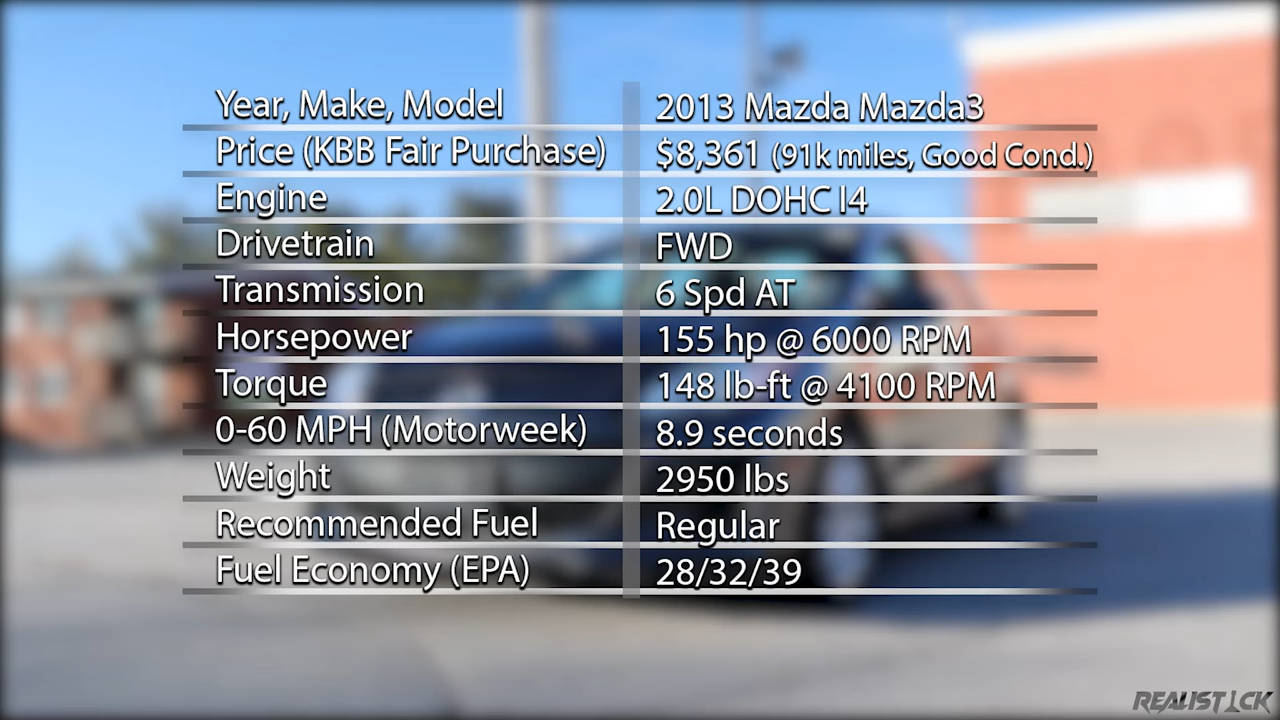 Year, Make, Model 2013 Mazda Mazda3
Price (KBB Fair Purchase) $8,361 (91k miles, Good Cond.)
Engine 2.0L DOHC I4
Drivetrain FWD
Transmission 6 Spd AT
Horsepower 155 hp @ 6000 RPM
Torque 148 lb-ft @ 4100 RPM
0-60 MPH (Motorweek) 8.9 seconds
Weight 2950 lbs
Recommended Fuel Regular
Fuel Economy (EPA) 28/32/39
REALISTICK